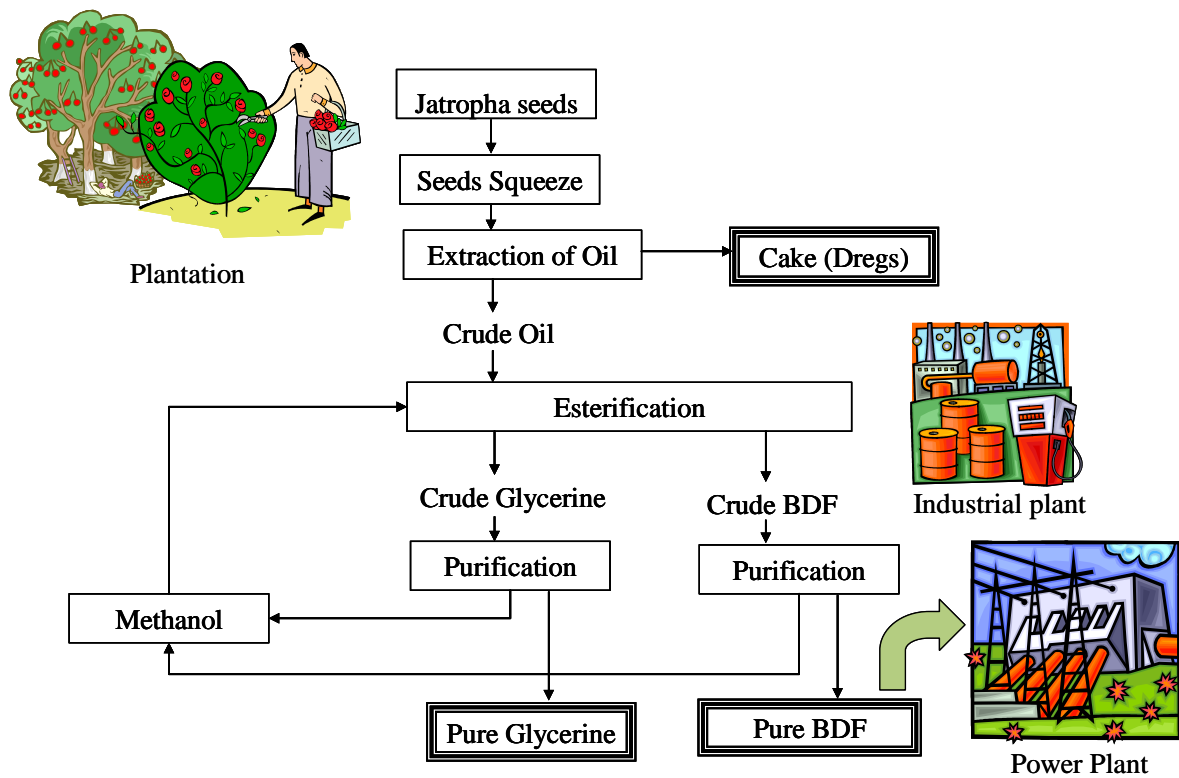 Jatropha seeds
Seeds Squeeze
Extraction of Oil
Cake (Dregs)
Plantation
Crude Oil
Esterification
Crude Glycerine
Crude BDF
Industrial plant
Purification
Purification
Methanol
Pure Glycerine
Pure BDF
Power Plant